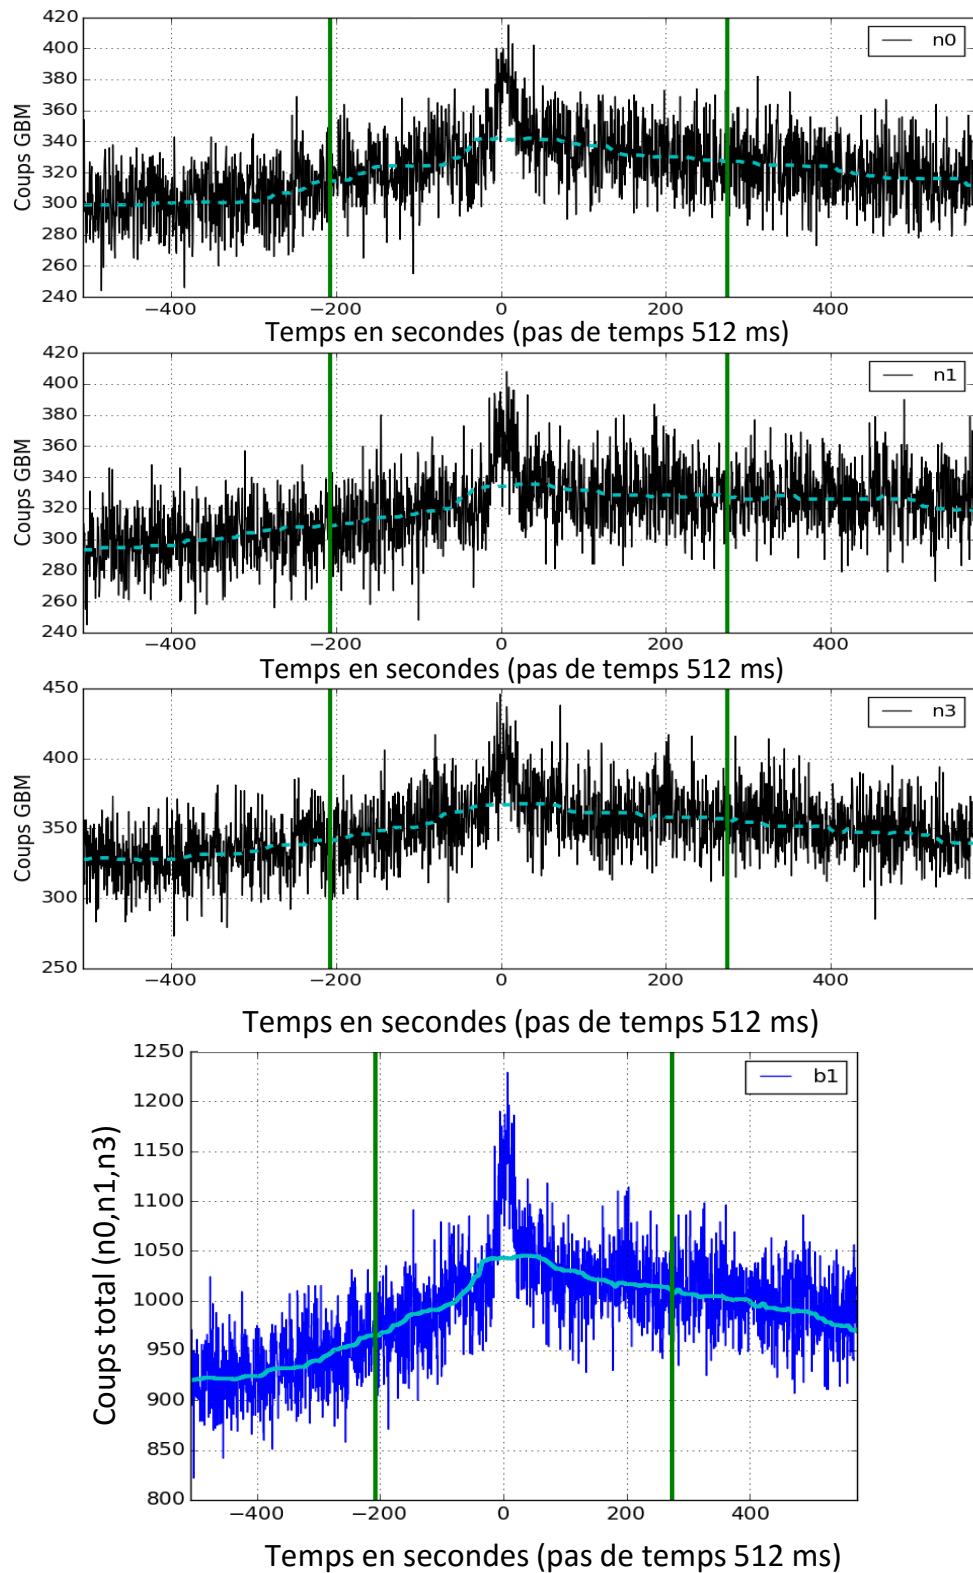 420
400
380
360
340
320
300
280
260
240
Coups GBM
n0
−400 −200 0 200 400
Temps en secondes (pas de temps 512 ms)
420
400
380
360
340
320
300
280
260
240
Coups GBM
n1
−400 −200 0 200 400
Temps en secondes (pas de temps 512 ms)
450
400
350
300
250
Coups GBM
n3
−400 −200 0 200 400
Temps en secondes (pas de temps 512 ms)
1250
1200
1150
1100
1050
1000
950
900
850
800
Coups total (n0,n1,n3)
b1
−400 −200 0 200 400
Temps en secondes (pas de temps 512 ms)